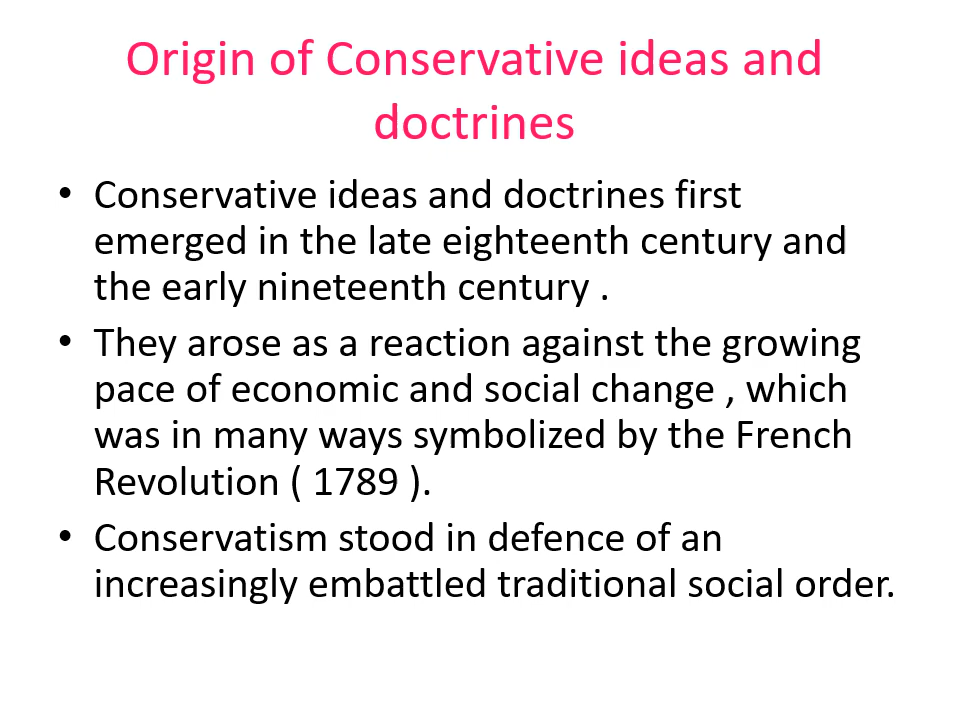 Origin of Conservative ideas and
doctrines
• Conservative ideas and doctrines first
emerged in the late eighteenth century and
the early nineteenth century .
• They arose as a reaction against the growing
pace of economic and social change , which
was in many ways symbolized by the French
Revolution ( 1789 ).
• Conservatism stood in defence of an
increasingly embattled traditional social order.